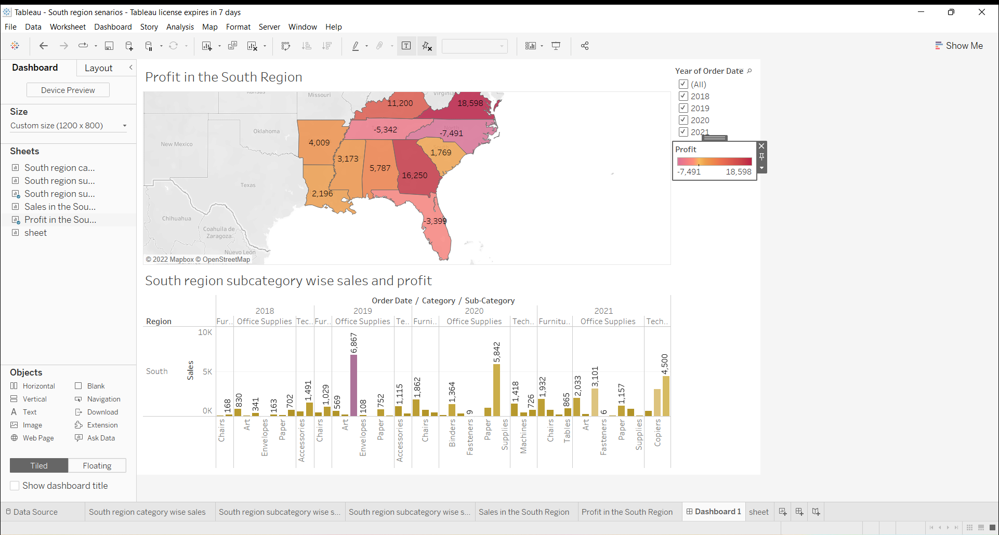 Tableau - South region senarios - Tableau license expires in 7 days
File Data Worksheet Dashboard Story Analysis Map Format Server Window Help
Show Me
Dashboard Layout
Device Preview
Size
Custom size (1200 x 800)
Sheets
South region ca...
South region su...
South region su...
Sales in the Sou...
Profit in the Sou...
sheet
Objects
Horizontal Blank
Vertical Navigation
Text Download
Image Extension
Web Page Ask Data
Tiled Floating
Show dashboard title
Profit in the South Region
Kansas Missouri Virginia
11,200 18,598
Oklahoma -5,342 North -7,491
New Mexico 4,009 3,173 1,769
5,787 16,250
Texas 2,196
Chihuahua -3,399
Coahuila de
Zaragoza
Nuevo León
© 2022 Mapbox © OpenStreetMap
Year of Order Date
(All)
2018
2019
2020
2021
Profit
-7,491 18,598
South region subcategory wise sales and profit
Order Date / Category / Sub-Category
2018 2019 2020 2021
Region Fur.. Office Supplies Tec.. Fur.. Office Supplies Te.. Furni.. Office Supplies Tech.. Furnitu.. Office Supplies Tech..
10K
South Sales 5K
0K
168 830 341 163 702 1,491 1,029 569 6,867 108 752 1,115 1,862 1,364 9 5,842 1,418 726 1,932 865 2,033 3,101 6 1,157 4,500
Chairs Art Envelopes Paper Accessories Chairs Art Envelopes Paper Accessories Chairs Binders Fasteners Paper Supplies Machines Chairs Tables Art Fasteners Paper Supplies Copiers
Data Source South region category wise sales South region subcategory wise s... South region subcategory wise s... Sales in the South Region Profit in the South Region Dashboard 1 sheet